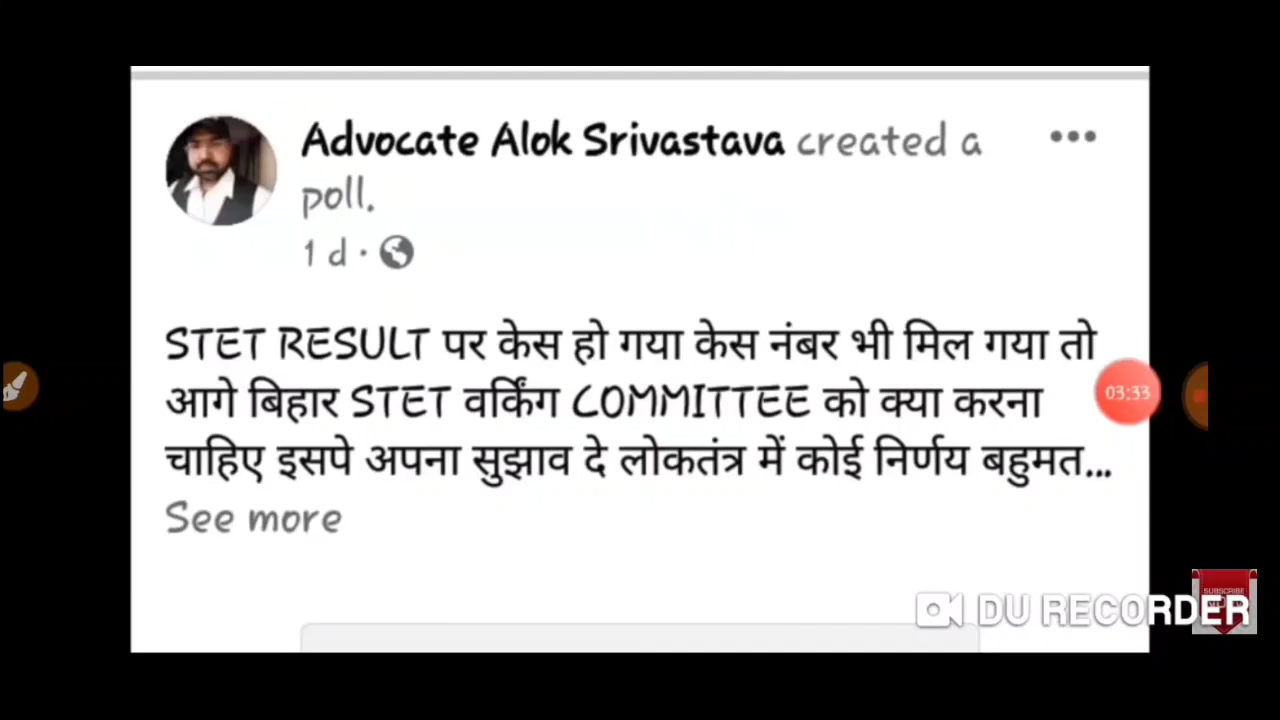 Advocate Alok Srivastava created a
poll.
1 d ·
STET RESULT पर केस हो गया केस नंबर भी मिल गया तो
आगे बिहार STET वर्किंग COMMITTEE को क्या करना
03:33
चाहिए इसपे अपना सुझाव दे लोकतंत्र में कोई निर्णय बहुमत...
See more
SUBSCRIBE
DU RECORDER